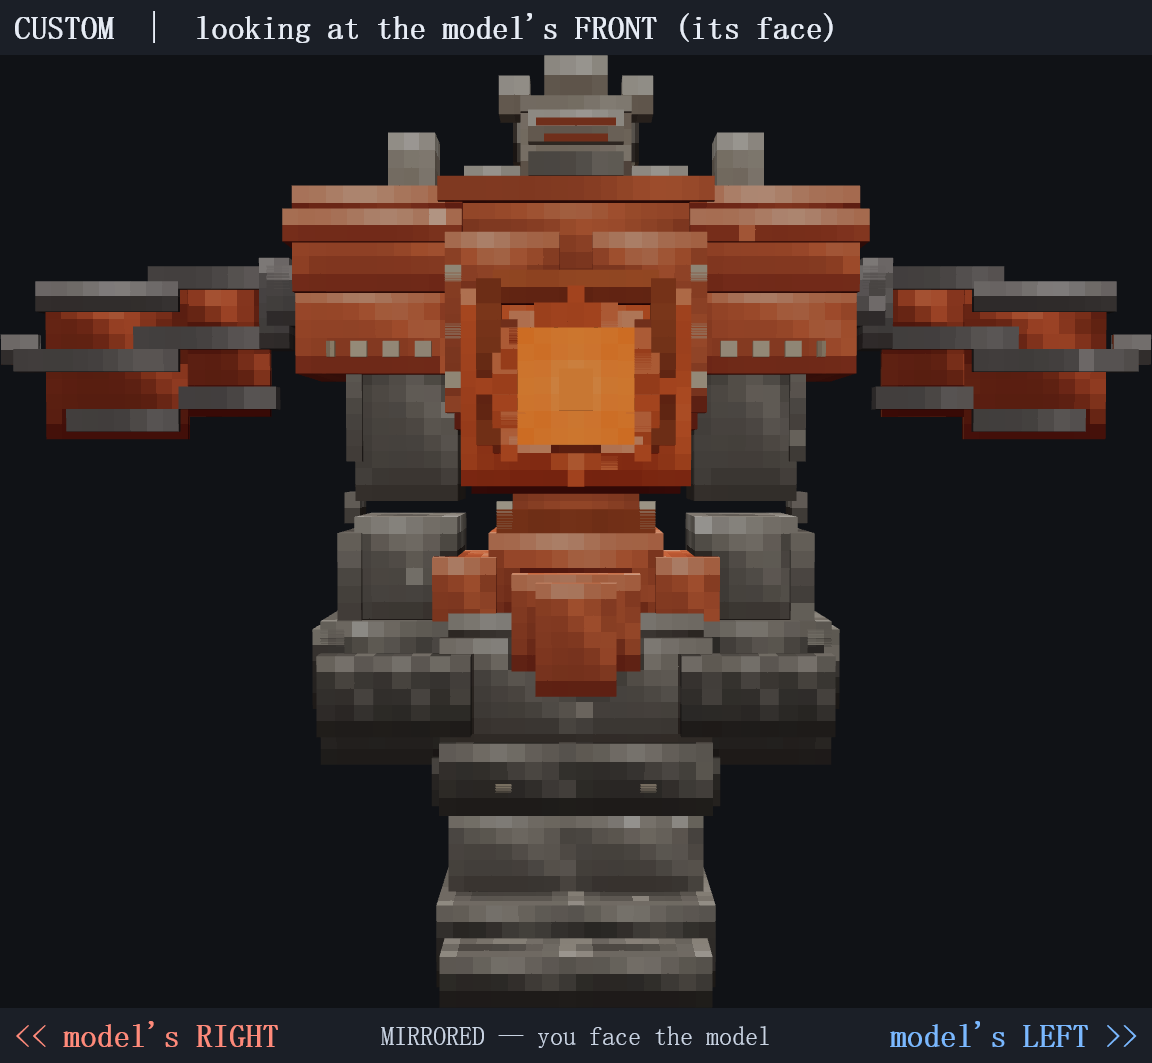 CUSTOM | looking at the model's FRONT (its face)
<< model's RIGHT
MIRRORED — you face the model
model's LEFT >>